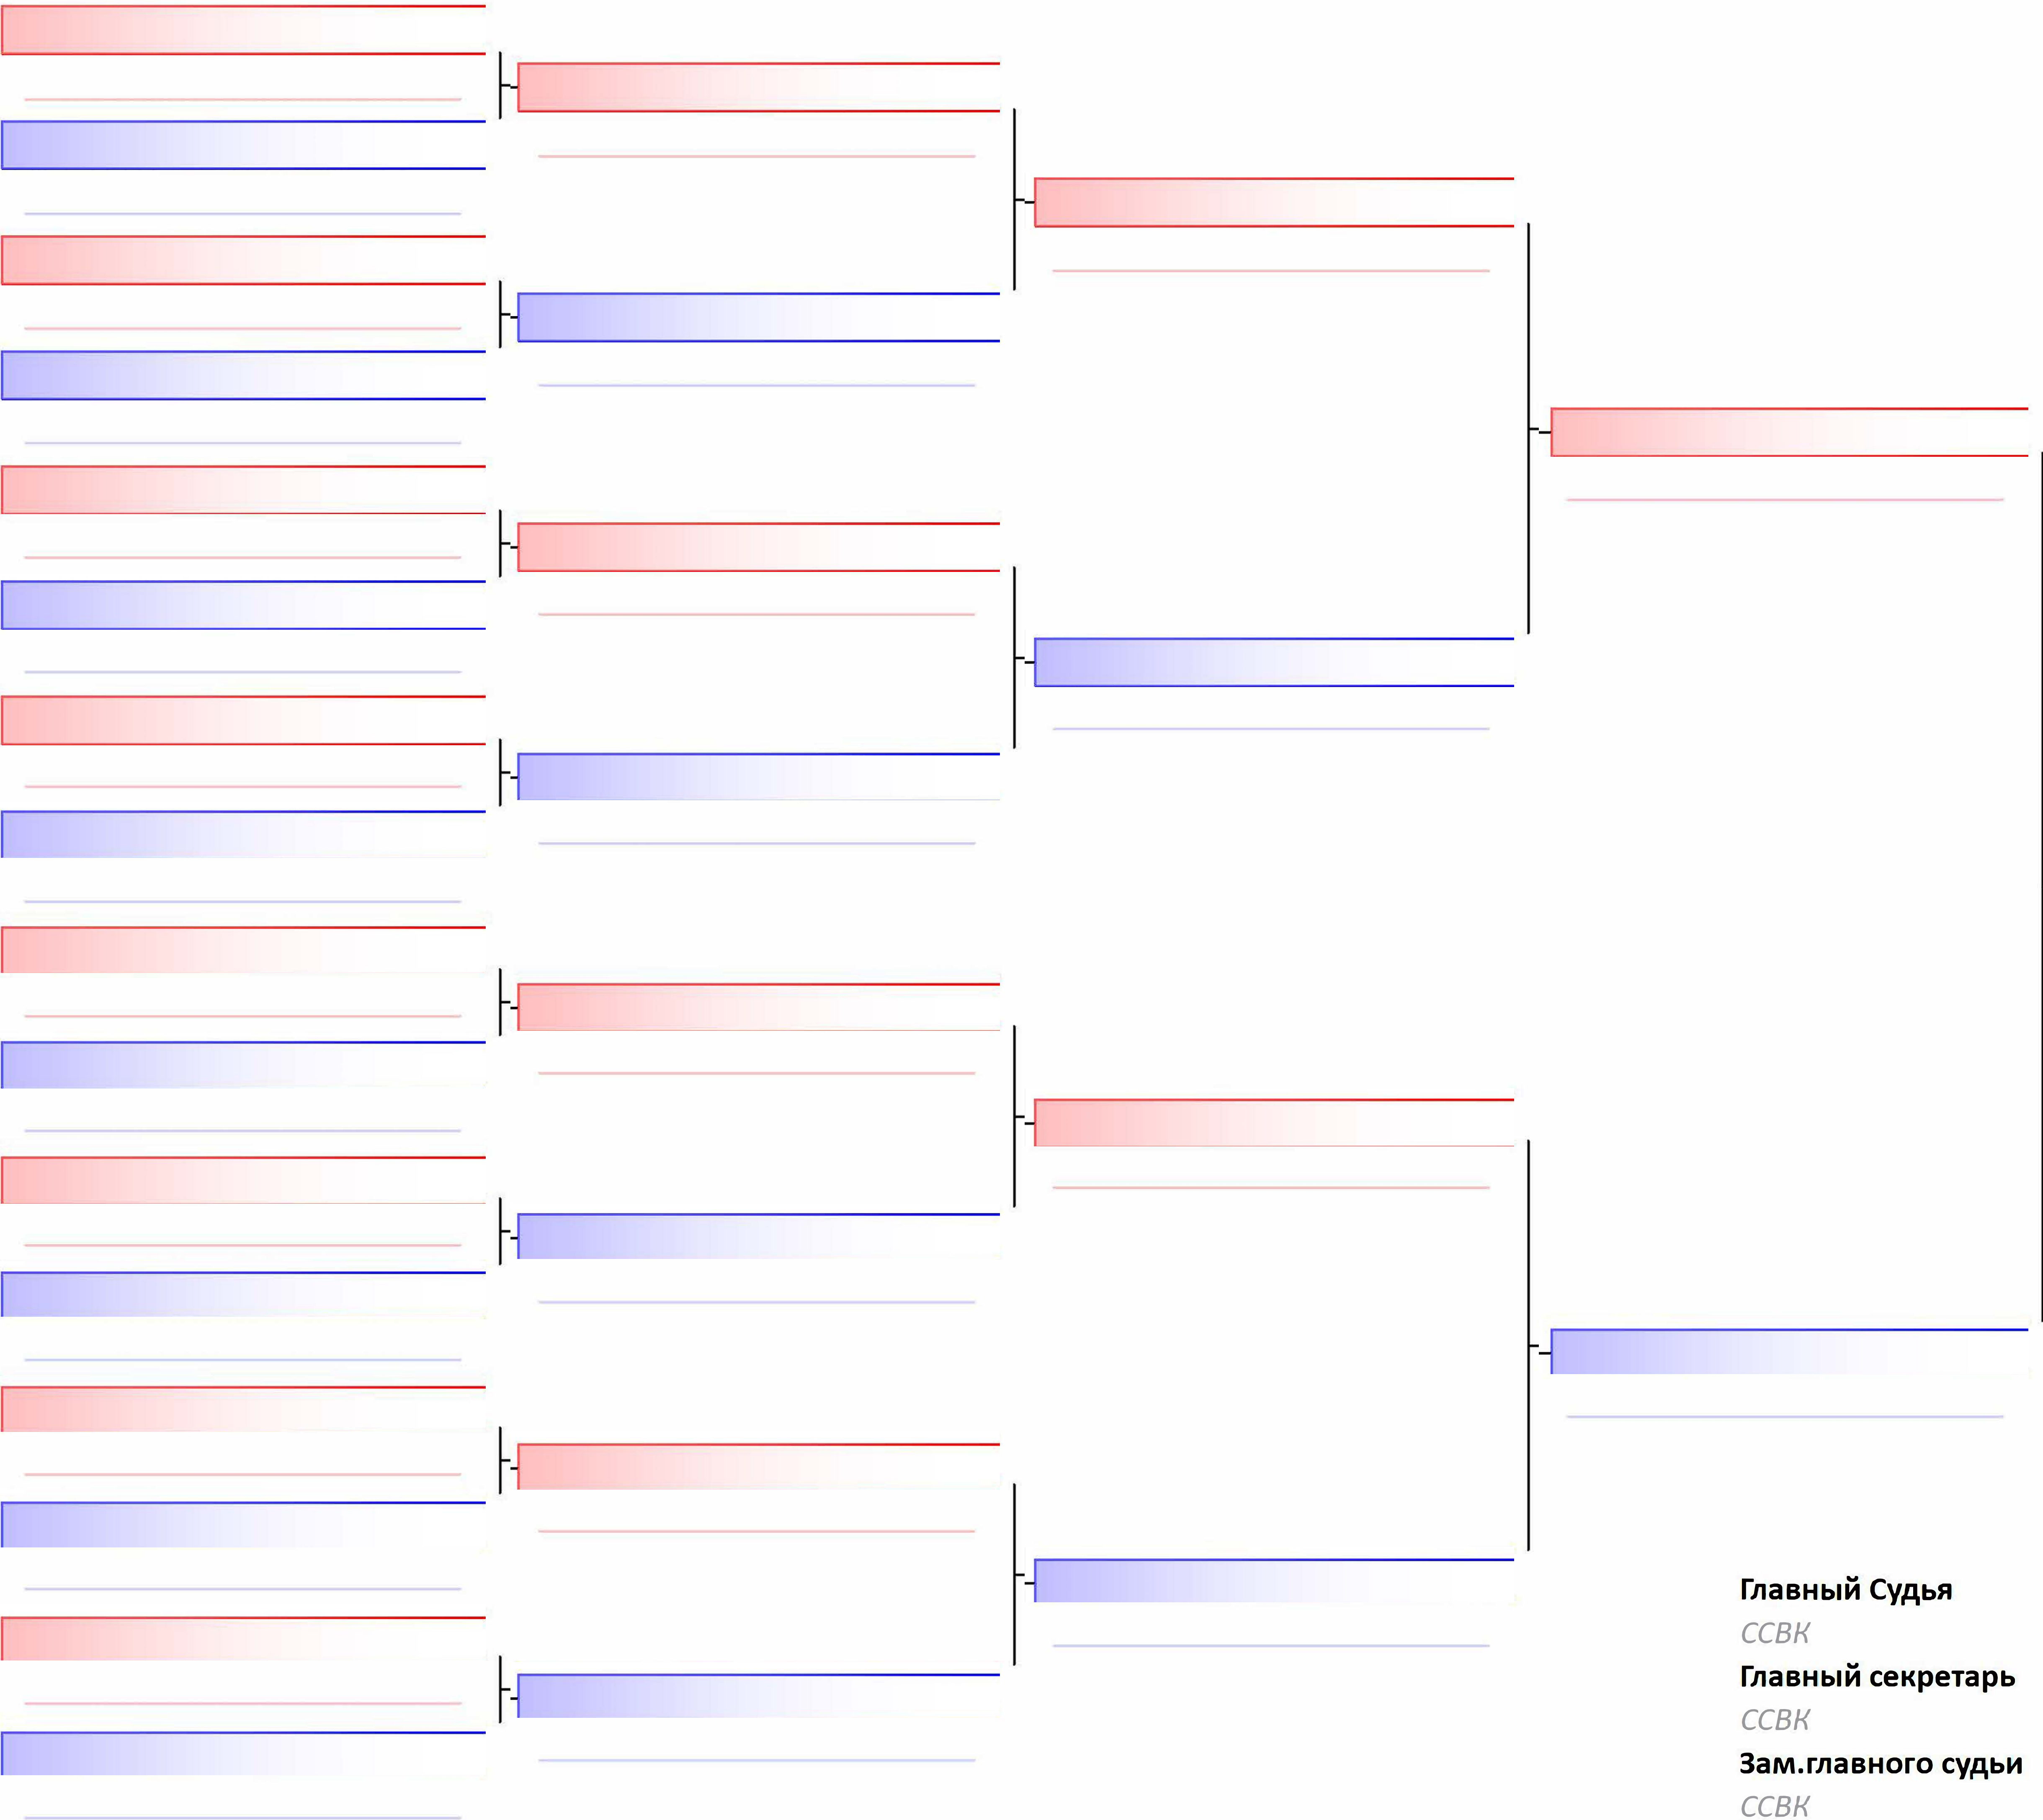 Главный Судья
ССВК
Главный секретарь
ССВК
Зам.главного судьи
ССВК